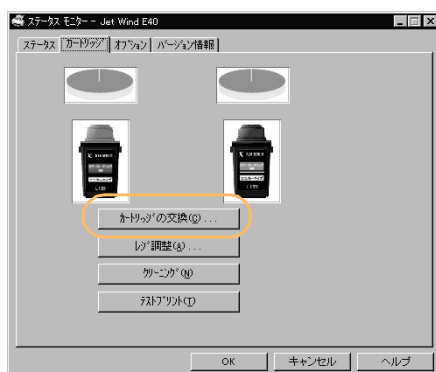 ステータス モニター - Jet Wind E40
ステータス カートリッジ オプション バージョン情報
カートリッジの交換(C)...
レジ調整(A)...
クリーニング(N)
テストプリント(T)
OK キャンセル ヘルプ